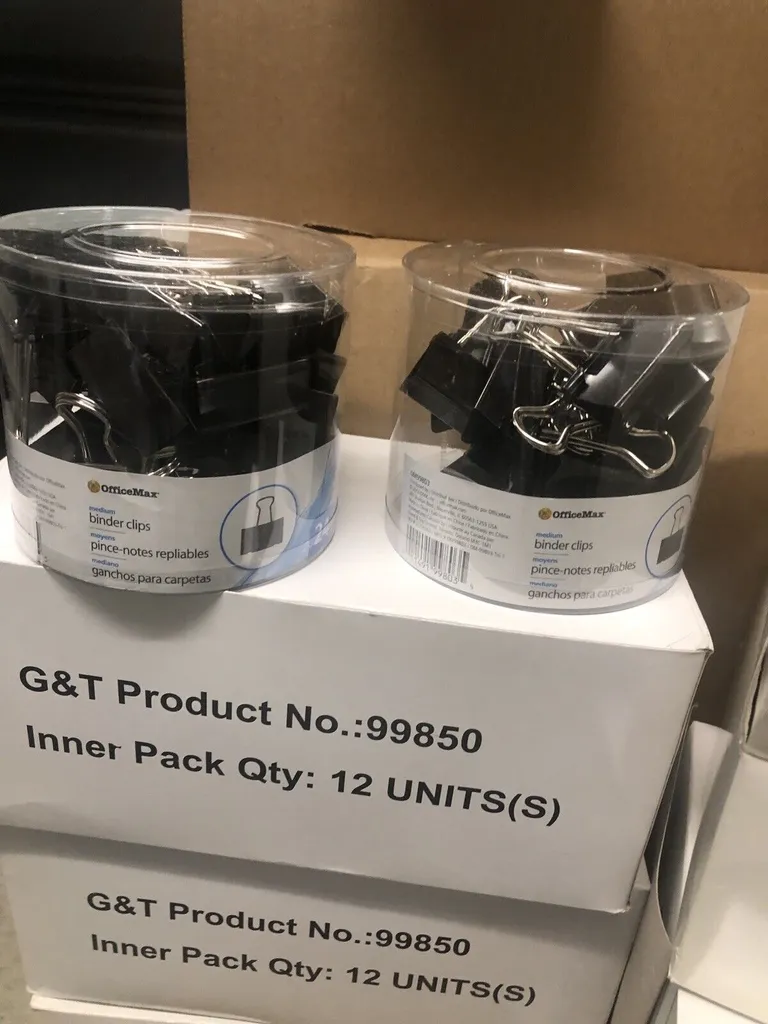 OfficeMax
medium
binder clips
moyens
pince-notes repliables
mediano
ganchos para carpetas
OfficeMax
medium
binder clips
moyens
pince-notes repliables
mediano
ganchos para carpetas
G&T Product No.:99850
Inner Pack Qty: 12 UNITS(S)
G&T Product No.:99850
Inner Pack Qty: 12 UNITS(S)